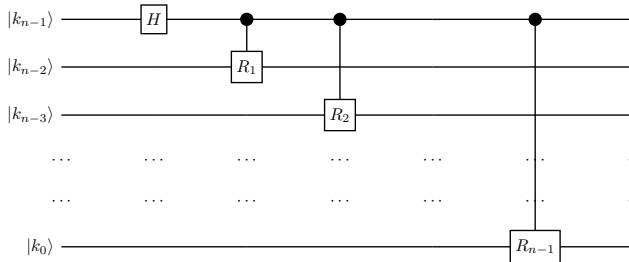 |k_{n-1}⟩ H
|k_{n-2}⟩ R_1
|k_{n-3}⟩ R_2
... ... ... ... ... ...
... ... ... ... ... ...
|k_0⟩ R_{n-1}